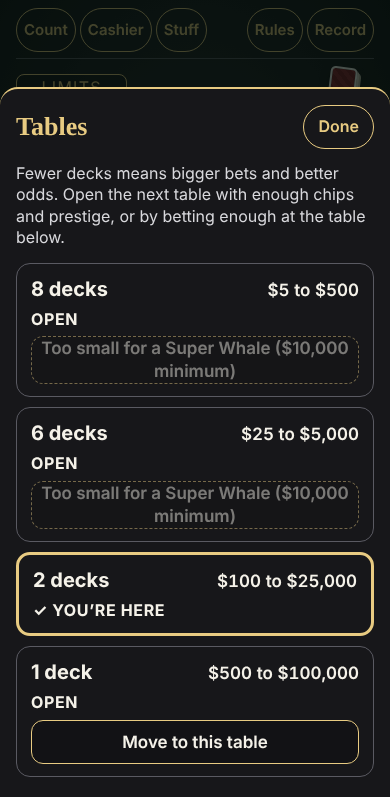 Count Cashier Stuff Rules Record
LIMITS
Tables
Done
Fewer decks means bigger bets and better
odds. Open the next table with enough chips
and prestige, or by betting enough at the table
below.
8 decks $5 to $500
OPEN
Too small for a Super Whale ($10,000
minimum)
6 decks $25 to $5,000
OPEN
Too small for a Super Whale ($10,000
minimum)
2 decks $100 to $25,000
✓ YOU’RE HERE
1 deck $500 to $100,000
OPEN
Move to this table